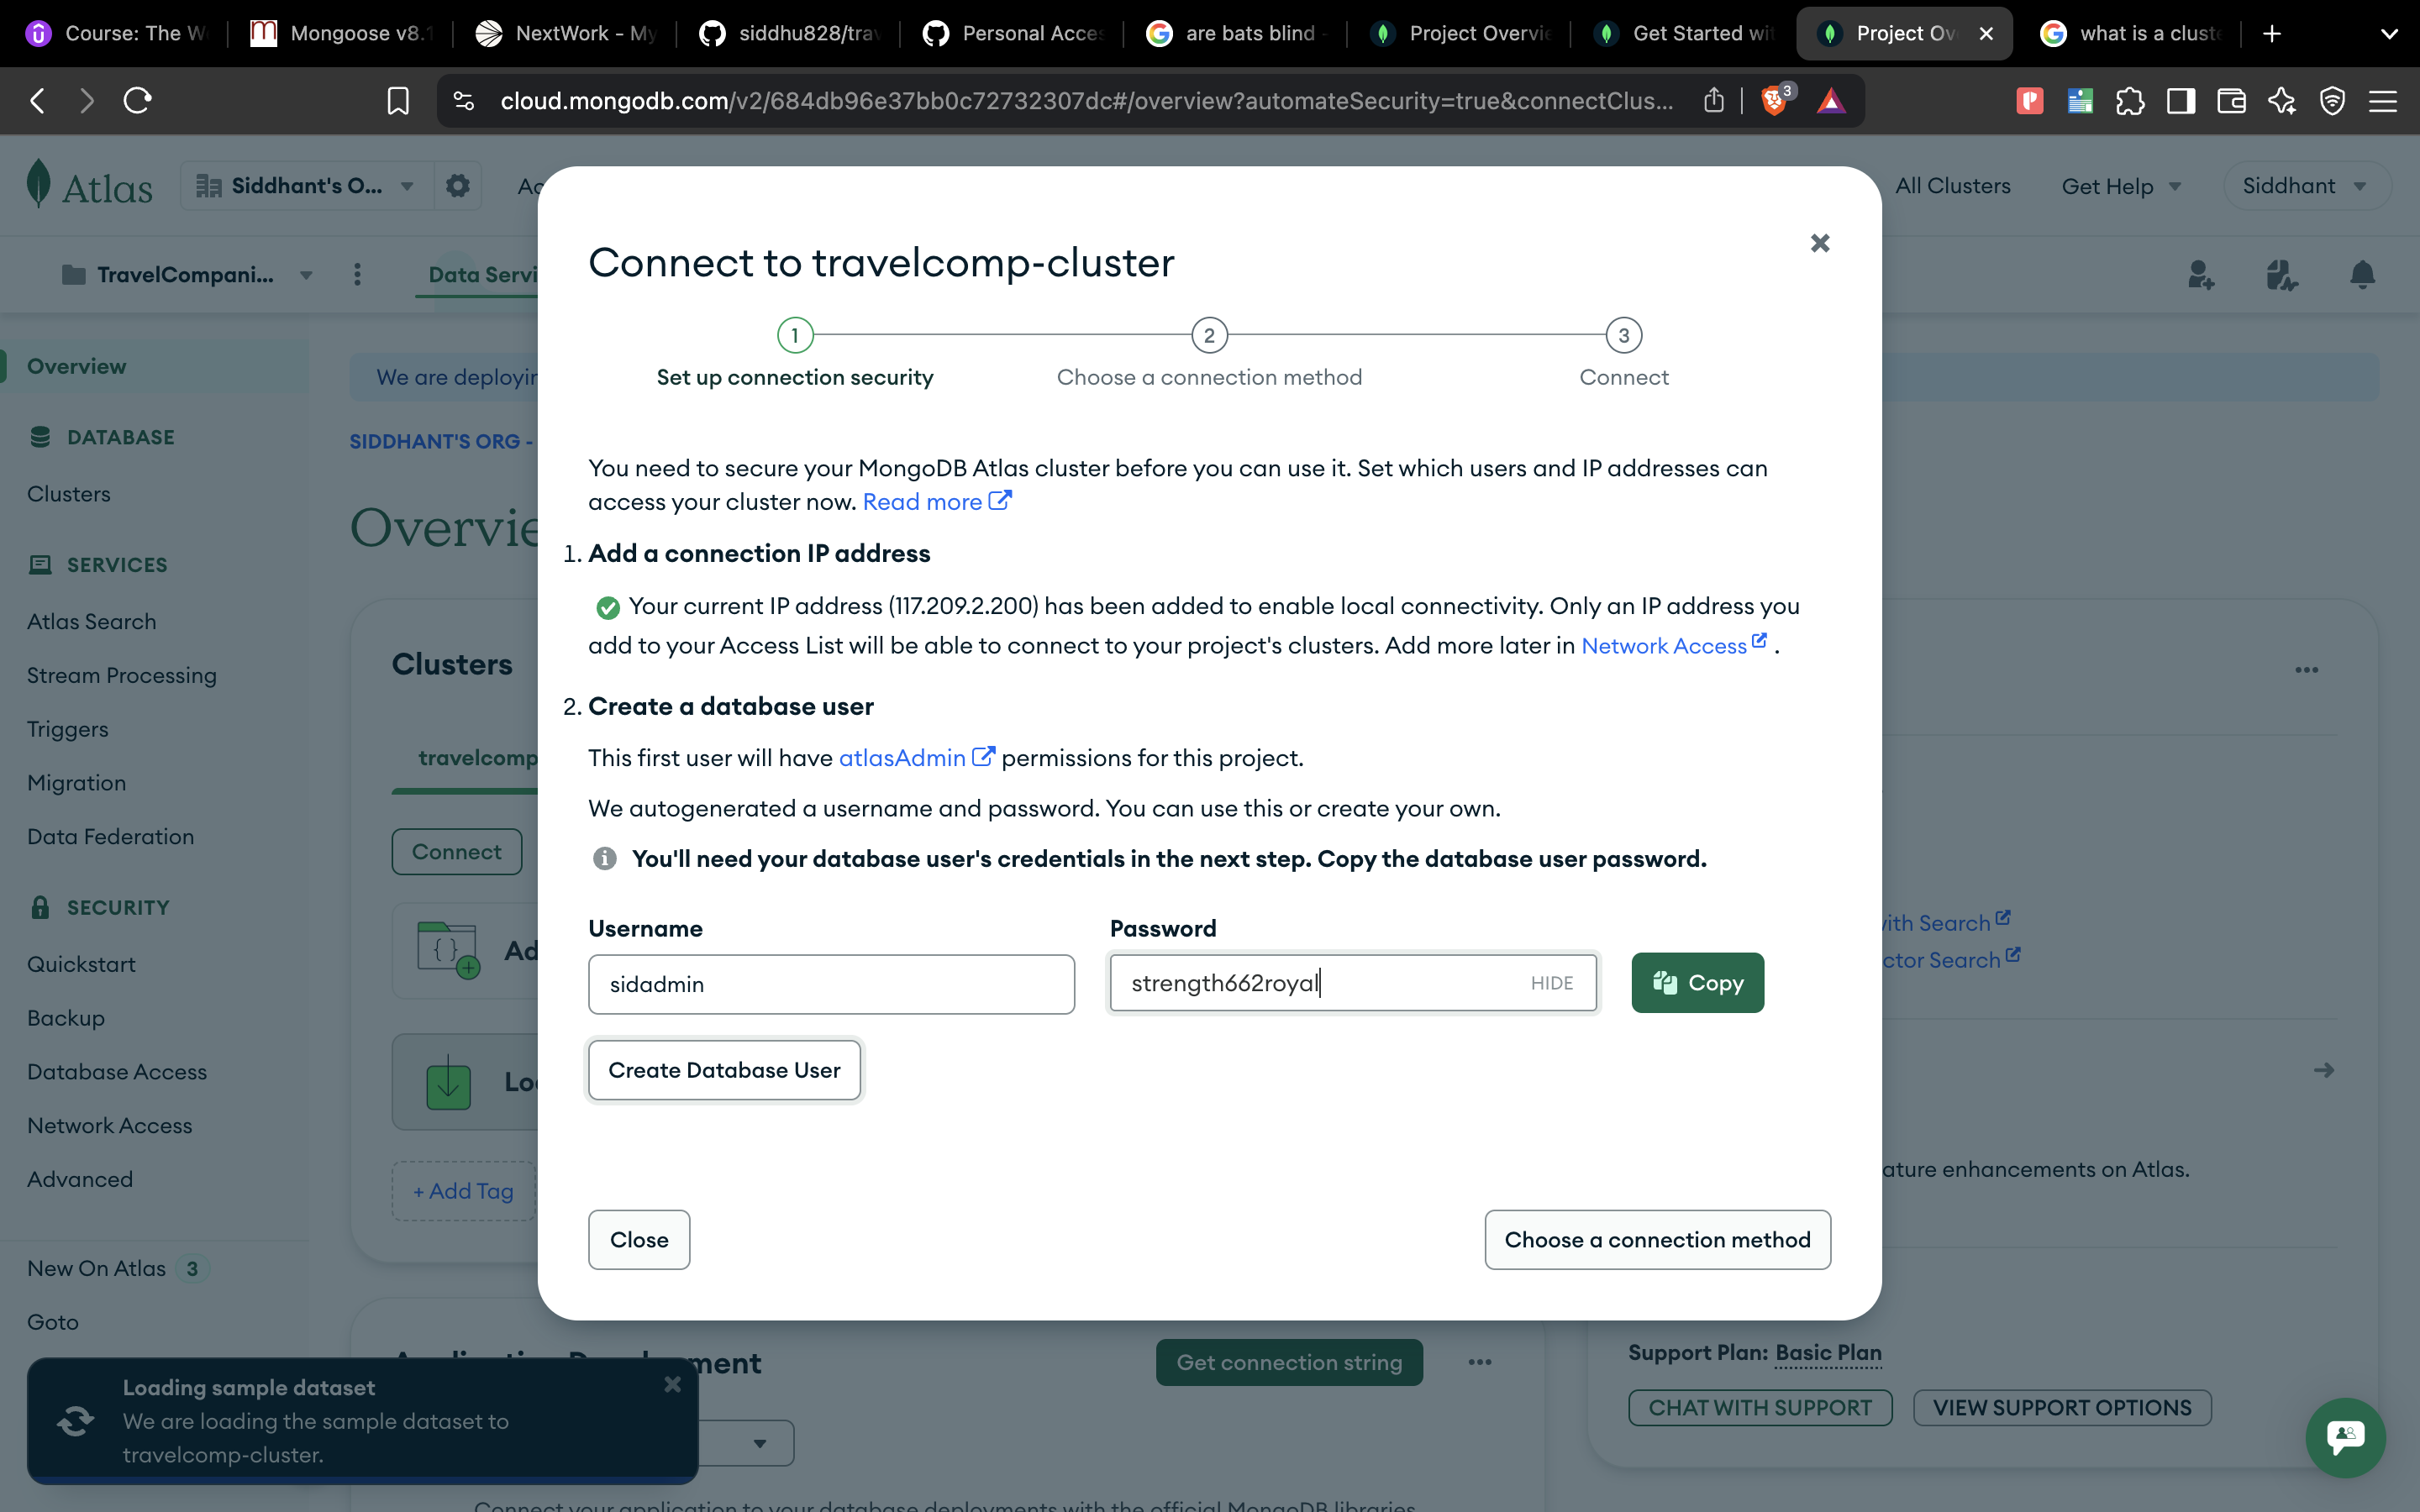 Course: The W
Mongoose v8.1
NextWork - My
siddhu828/trav
Personal Acces
are bats blind -
Project Overvie
Get Started wit
Project Ov
what is a cluste
cloud.mongodb.com/v2/684db96e37bb0c72732307dc#/overview?automateSecurity=true&connectClus...
3
Atlas
Siddhant's O...
Ac
All Clusters
Get Help
Siddhant
TravelCompani...
Data Servi
Overview
DATABASE
Clusters
SERVICES
Atlas Search
Stream Processing
Triggers
Migration
Data Federation
SECURITY
Quickstart
Backup
Database Access
Network Access
Advanced
New On Atlas 3
Goto
We are deployin
SIDDHANT'S ORG -
Overvie
Clusters
travelcomp
Connect
Ad
Lo
+ Add Tag
Connect to travelcomp-cluster
1
2
3
Set up connection security
Choose a connection method
Connect
You need to secure your MongoDB Atlas cluster before you can use it. Set which users and IP addresses can
access your cluster now. Read more
1. Add a connection IP address
Your current IP address (117.209.2.200) has been added to enable local connectivity. Only an IP address you
add to your Access List will be able to connect to your project's clusters. Add more later in Network Access .
2. Create a database user
This first user will have atlasAdmin permissions for this project.
We autogenerated a username and password. You can use this or create your own.
You'll need your database user's credentials in the next step. Copy the database user password.
Username
Password
sidadmin
strength662royal
HIDE
Copy
Create Database User
Close
Choose a connection method
with Search
ctor Search
ature enhancements on Atlas.
ment
Get connection string
Support Plan: Basic Plan
CHAT WITH SUPPORT
VIEW SUPPORT OPTIONS
Loading sample dataset
We are loading the sample dataset to
travelcomp-cluster.
Connect your application to your database deployments with the official MongoDB libraries